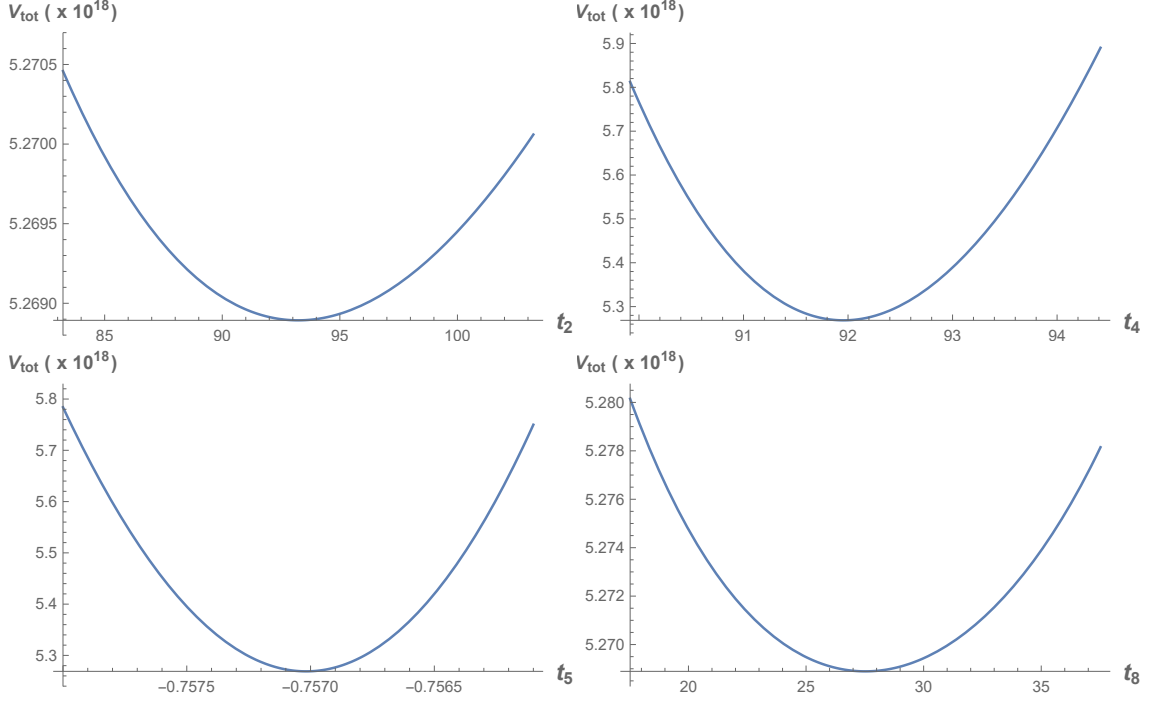 V_tot ( x 10^18)
5.2705
5.2700
5.2695
5.2690
85 90 95 100
t_2
V_tot ( x 10^18)
5.9
5.8
5.7
5.6
5.5
5.4
5.3
91 92 93 94
t_4
V_tot ( x 10^18)
5.8
5.7
5.6
5.5
5.4
5.3
−0.7575 −0.7570 −0.7565
t_5
V_tot ( x 10^18)
5.280
5.278
5.276
5.274
5.272
5.270
20 25 30 35
t_8